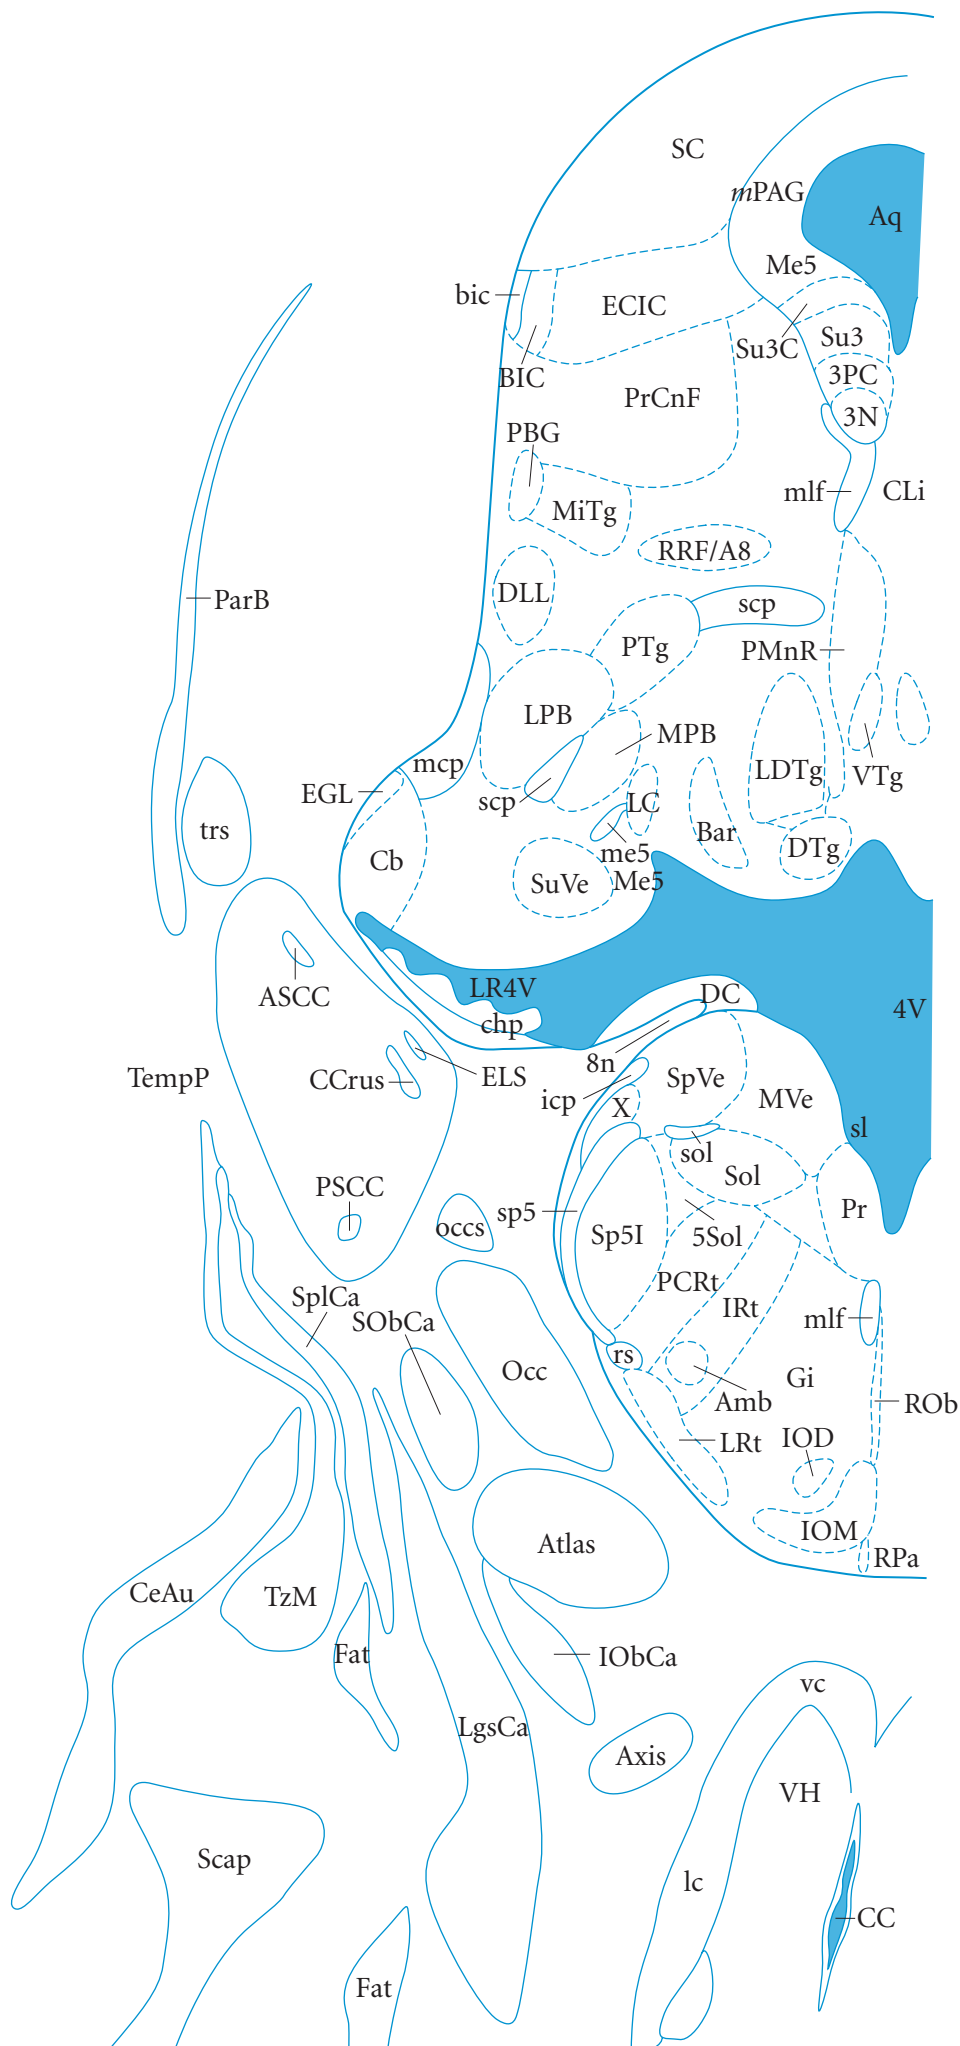 SC
mPAG
Aq
Me5
bic
ECIC
Su3C
Su3
BIC
3PC
PrCnF
3N
PBG
mlf
CLi
MiTg
RRF/A8
DLL
ParB
scp
PTg
PMnR
LPB
MPB
mcp
LDTg
VTg
EGL
scp
LC
trs
Bar
me5
DTg
Cb
SuVe
Me5
LR4V
DC
ASCC
4V
chp
8n
TempP
CCrus
ELS
SpVe
icp
X
MVe
sl
sol
Sol
PSCC
occs
sp5
Pr
Sp5I
5Sol
PCRt
SplCa
IRt
SObCa
mlf
rs
Occ
Gi
Amb
ROb
LRt
IOD
IOM
Atlas
RPa
CeAu
TzM
Fat
IObCa
vc
LgsCa
Axis
VH
Scap
lc
CC
Fat